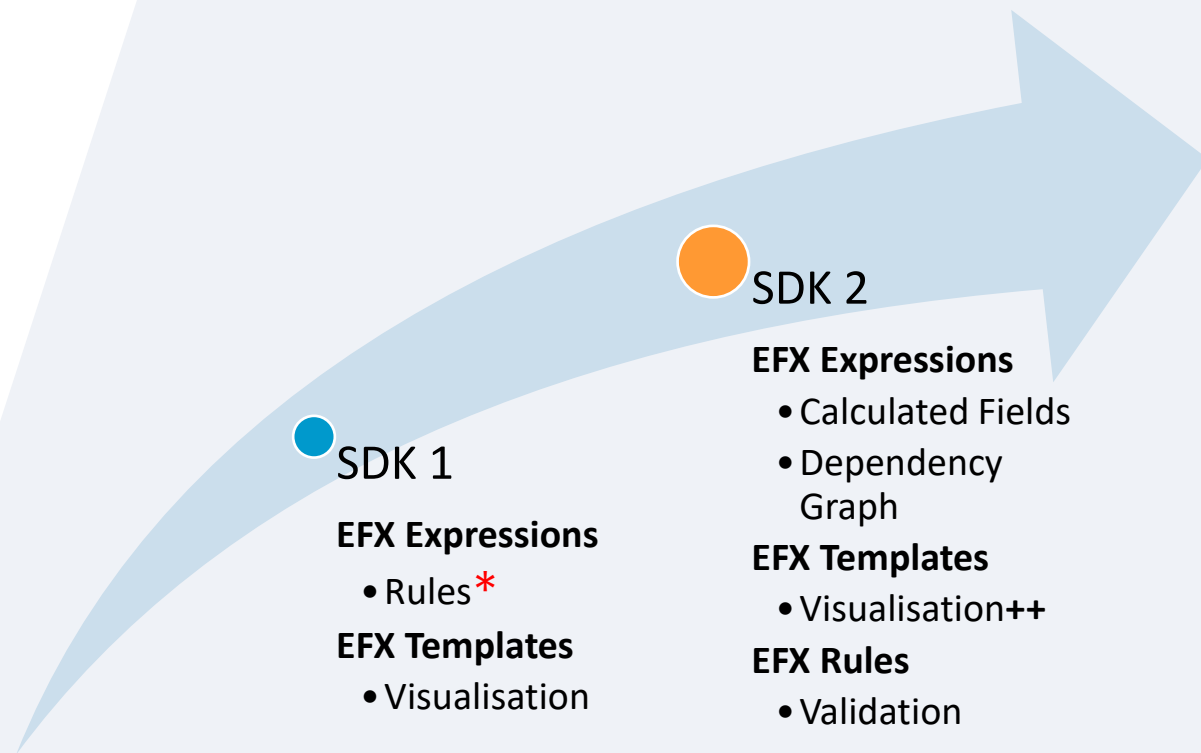 SDK 1
EFX Expressions
•Rules*
EFX Templates
•Visualisation
SDK 2
EFX Expressions
•Calculated Fields
•Dependency
Graph
EFX Templates
•Visualisation++
EFX Rules
•Validation